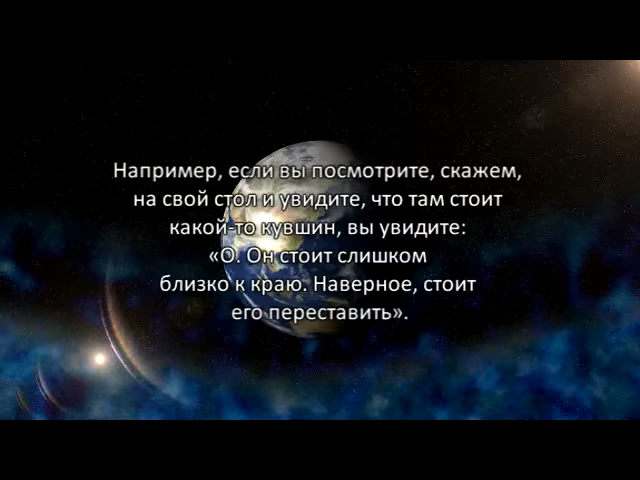 Например, если вы посмотрите, скажем,
на свой стол и увидите, что там стоит
какой-то кувшин, вы увидите:
«О. Он стоит слишком
близко к краю. Наверное, стоит
его переставить».